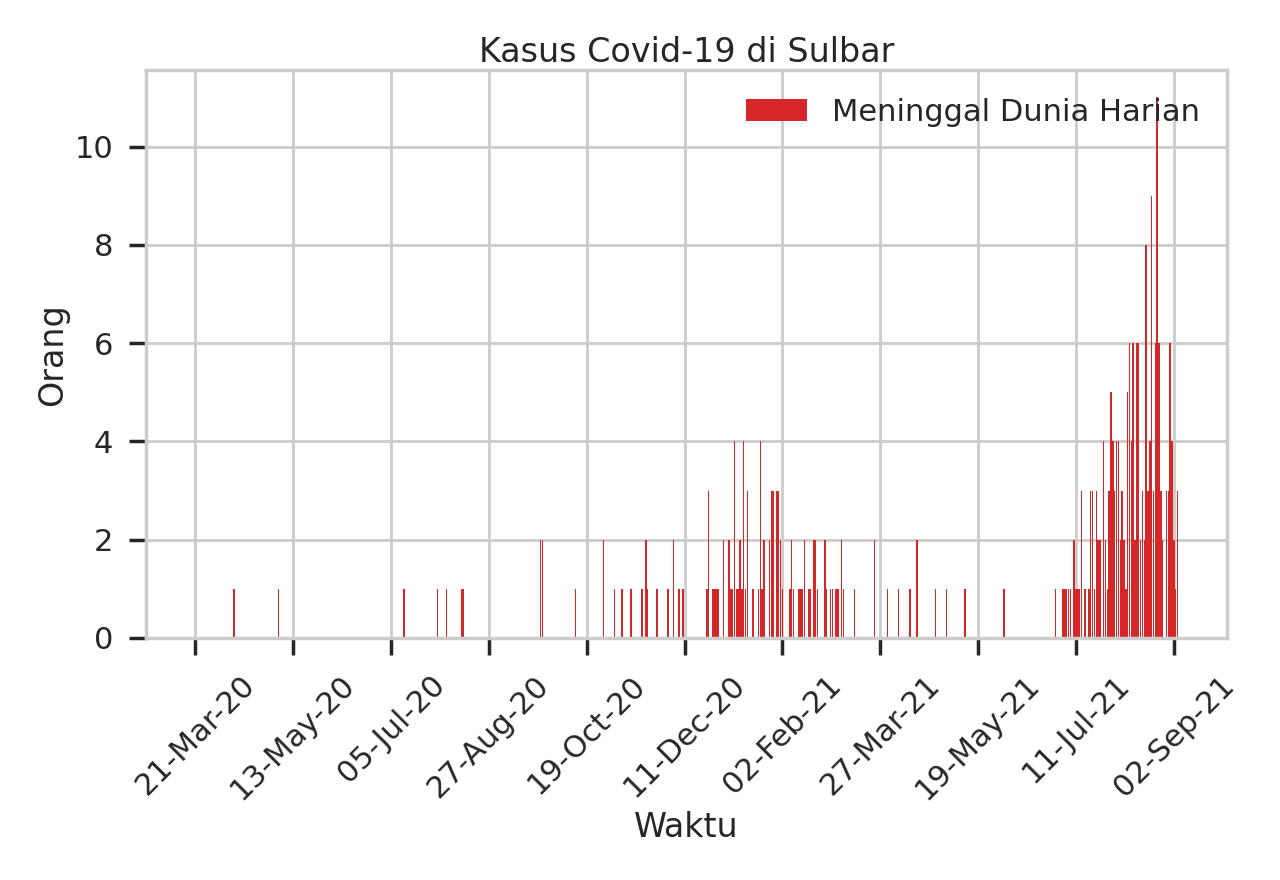 Kasus Covid-19 di Sulbar
Meninggal Dunia Harian
Orang
10
8
6
4
2
0
21-Mar-20
13-May-20
05-Jul-20
27-Aug-20
19-Oct-20
11-Dec-20
02-Feb-21
27-Mar-21
19-May-21
11-Jul-21
02-Sep-21
Waktu